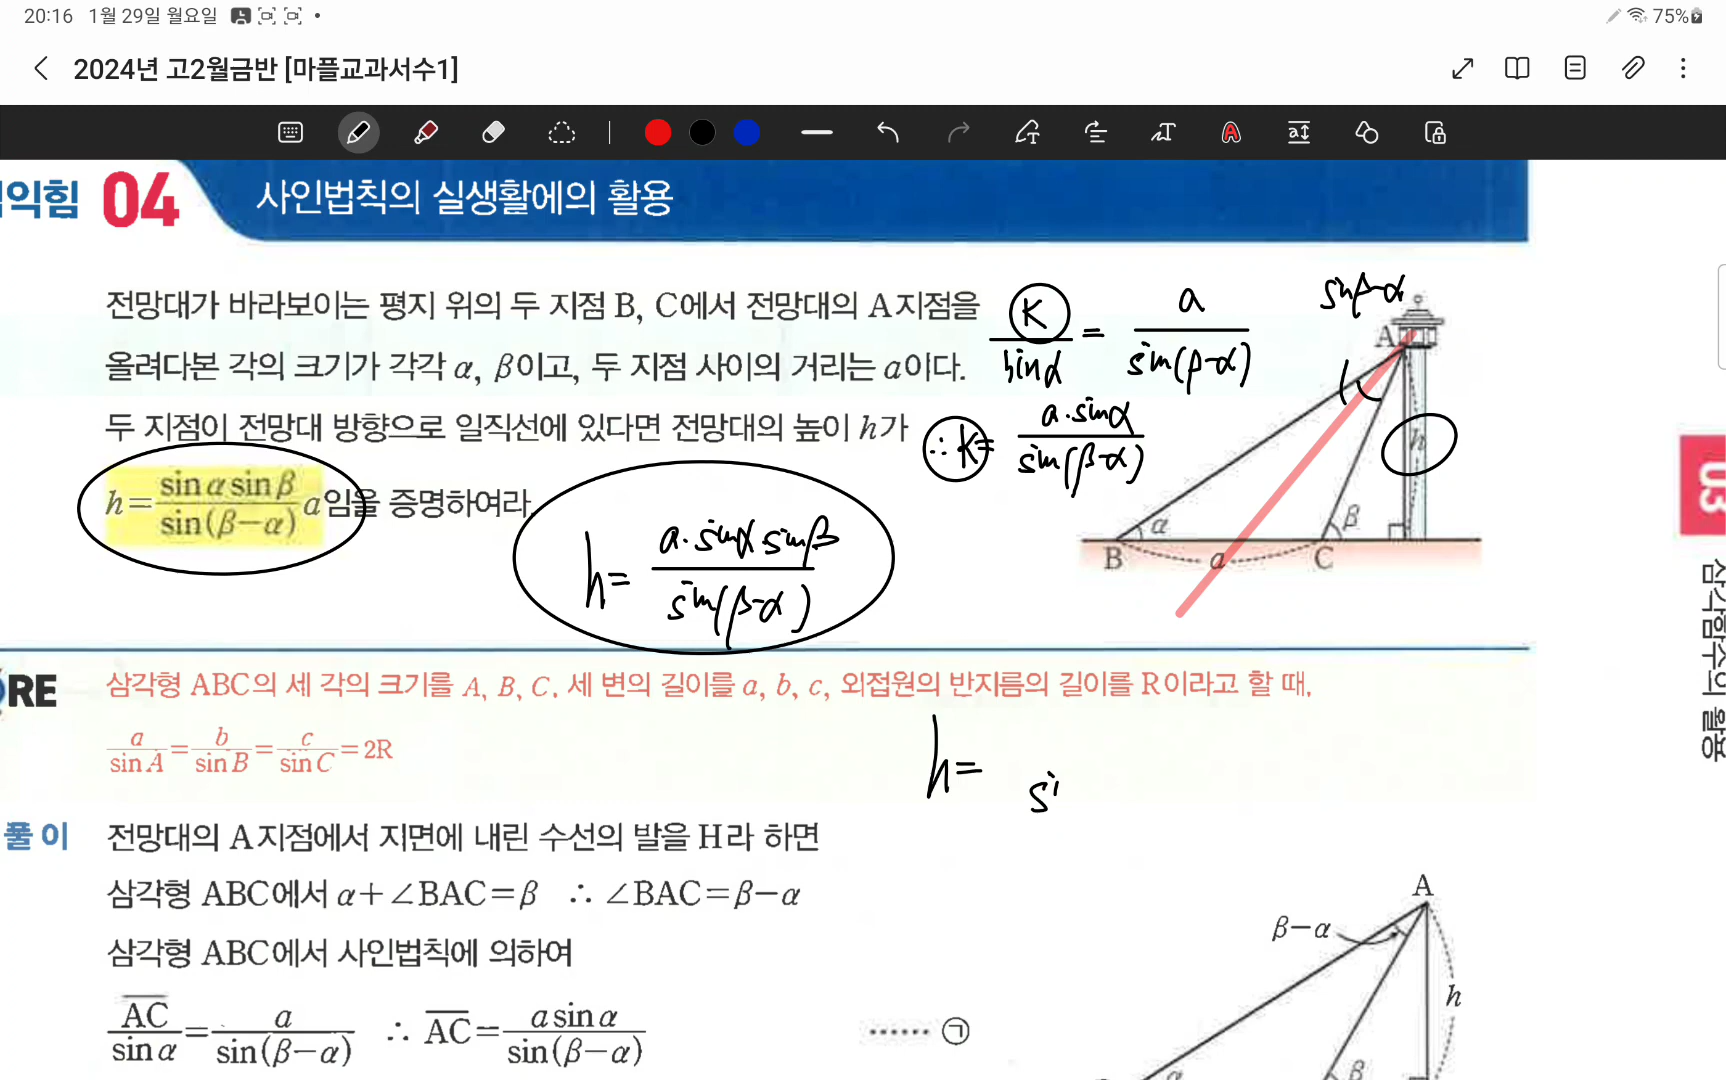 20:16 1월 29일 월요일
75%
2024년 고2월금반 [마플교과서수1]
익힘 04 사인법칙의 실생활에의 활용
전망대가 바라보이는 평지 위의 두 지점 B, C에서 전망대의 A지점을
올려다본 각의 크기가 각각 α, β이고, 두 지점 사이의 거리는 a이다.
두 지점이 전망대 방향으로 일직선에 있다면 전망대의 높이 h가
h=sinα sinβ/sin(β-α) a임을 증명하여라.
K/sinα = a/sin(β-α)
∴K= a·sinα/sin(β-α)
h= a·sinα·sinβ/sin(β-α)
sinβ-α
A
h
α
β
B
a
C
03
삼각함수의 활용
RE
삼각형 ABC의 세 각의 크기를 A, B, C, 세 변의 길이를 a, b, c, 외접원의 반지름의 길이를 R이라고 할 때,
a/sin A = b/sin B = c/sin C = 2R
h=
si
풀이 전망대의 A지점에서 지면에 내린 수선의 발을 H라 하면
삼각형 ABC에서 α+∠BAC=β ∴ ∠BAC=β-α
삼각형 ABC에서 사인법칙에 의하여
AC/sinα = a/sin(β-α) ∴ AC = a sinα/sin(β-α) …… ㉠
A
β-α
h
α
β